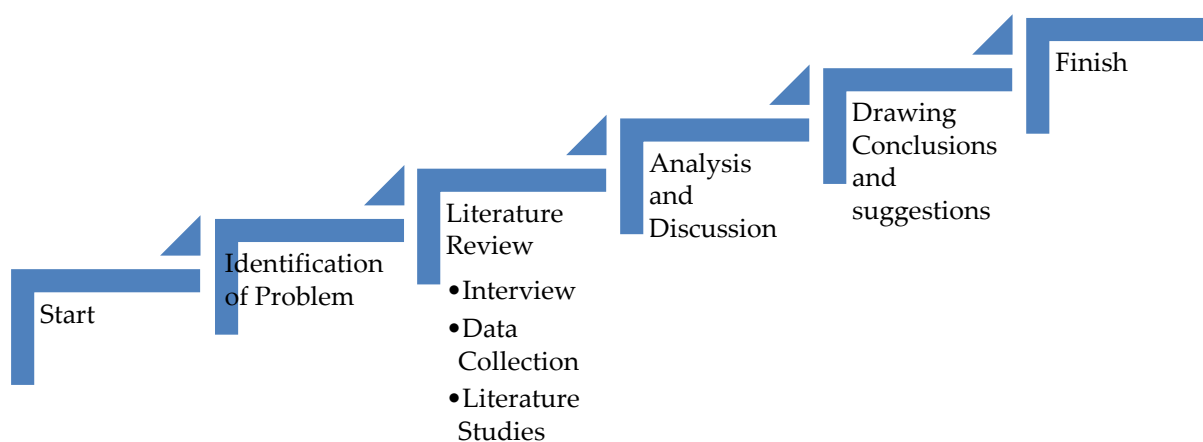 Start
Identification
of Problem
Literature
Review
•Interview
•Data
Collection
•Literature
Studies
Analysis
and
Discussion
Drawing
Conclusions
and
suggestions
Finish